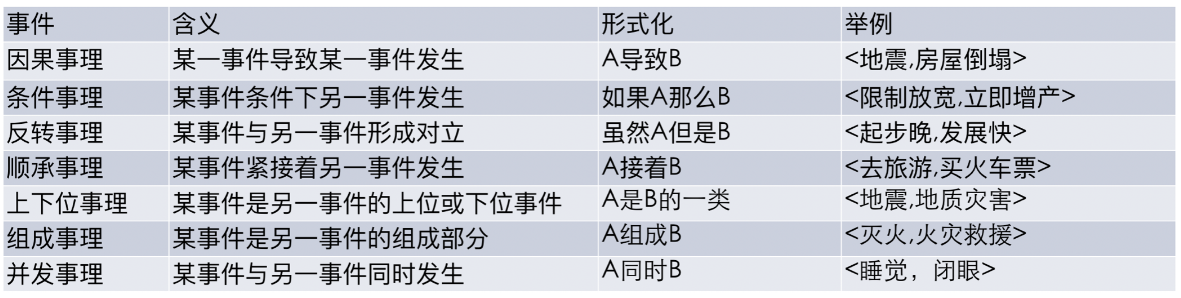 事件 含义 形式化 举例
因果事理 某一事件导致某一事件发生 A导致B <地震,房屋倒塌>
条件事理 某事件条件下另一事件发生 如果A那么B <限制放宽,立即增产>
反转事理 某事件与另一事件形成对立 虽然A但是B <起步晚,发展快>
顺承事理 某事件紧接着另一事件发生 A接着B <去旅游,买火车票>
上下位事理 某事件是另一事件的上位或下位事件 A是B的一类 <地震,地质灾害>
组成事理 某事件是另一事件的组成部分 A组成B <灭火,火灾救援>
并发事理 某事件与另一事件同时发生 A同时B <睡觉，闭眼>